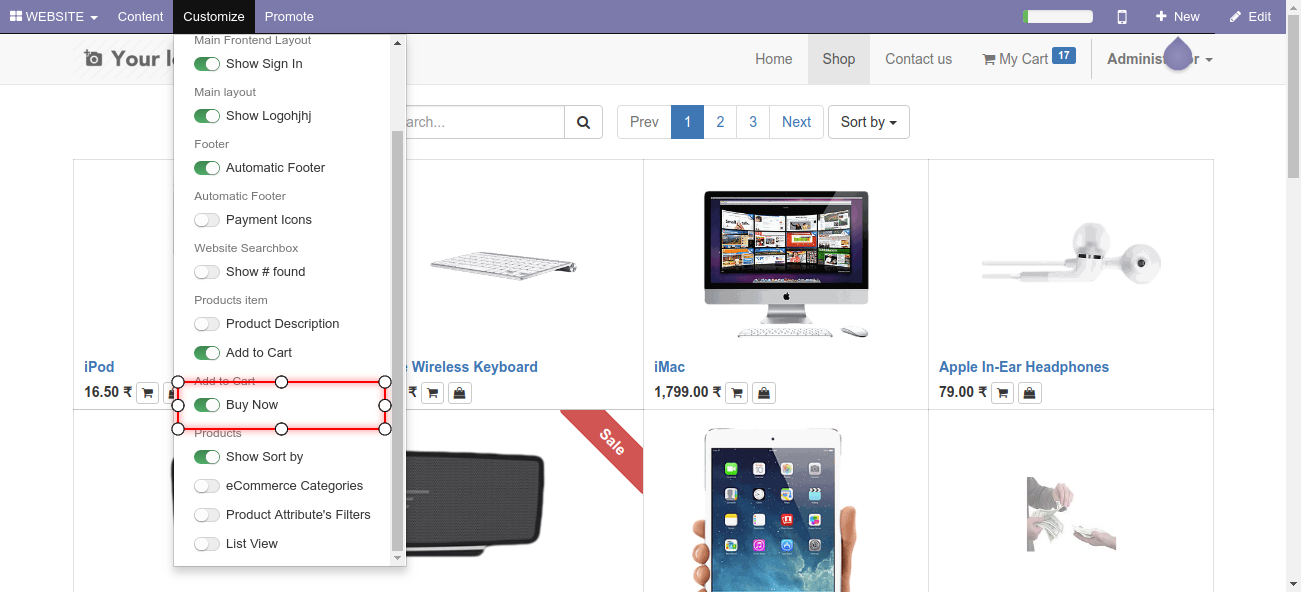 WEBSITE Content Customize Promote New Edit
Your l
Home Shop Contact us My Cart 17 Administ r
Main Frontend Layout
Show Sign In
Main layout
Show Logohjhj
Footer
Automatic Footer
Automatic Footer
Payment Icons
Website Searchbox
Show # found
Products item
Product Description
Add to Cart
Add to Cart
Buy Now
Products
Show Sort by
eCommerce Categories
Product Attribute's Filters
List View
arch...
Prev 1 2 3 Next Sort by
iPod
16.50 ₹
e Wireless Keyboard
₹
iMac
1,799.00 ₹
Apple In-Ear Headphones
79.00 ₹
Sale